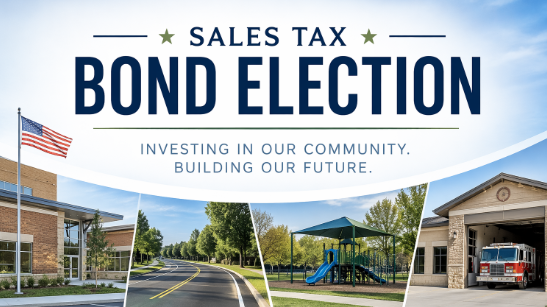 SALES TAX
BOND ELECTION
INVESTING IN OUR COMMUNITY.
BUILDING OUR FUTURE.